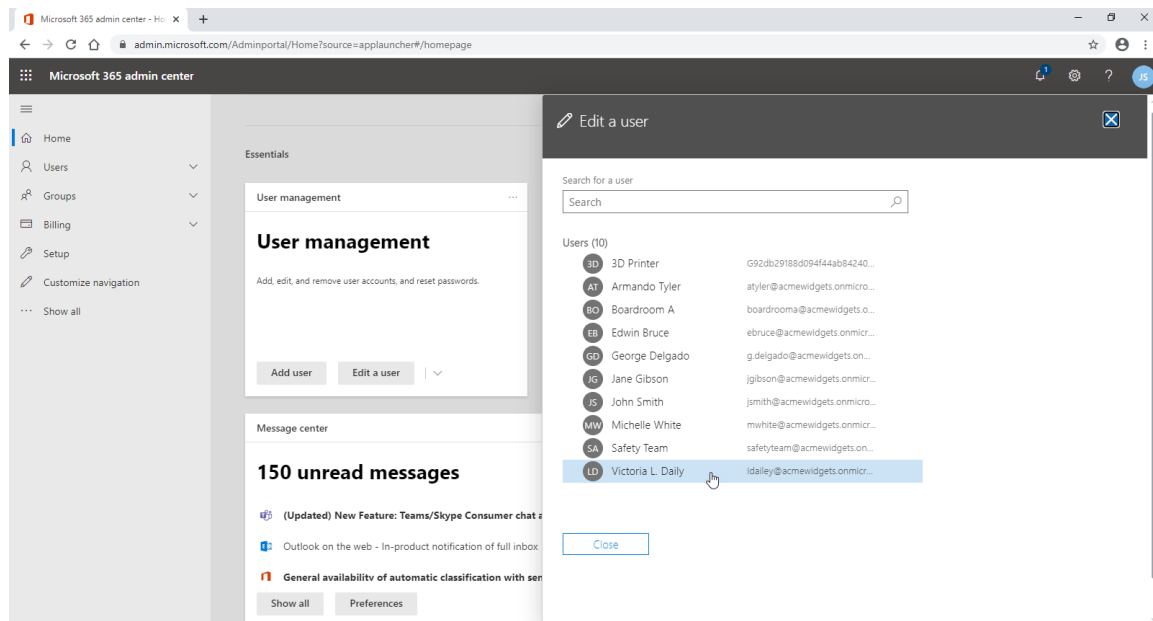 Microsoft 365 admin center - Ho
admin.microsoft.com/Adminportal/Home?source=applauncher#/homepage
Microsoft 365 admin center
1
?
JS
Home
Users
Groups
Billing
Setup
Customize navigation
Show all
Essentials
User management
User management
Add, edit, and remove user accounts, and reset passwords.
Add user
Edit a user
Message center
150 unread messages
(Updated) New Feature: Teams/Skype Consumer chat a
Outlook on the web - In-product notification of full inbox
General availability of automatic classification with sen
Show all
Preferences
Edit a user
Search for a user
Search
Users (10)
3D 3D Printer G92db29188d094f44ab84240...
AT Armando Tyler atyler@acmewidgets.onmicro...
BO Boardroom A boardrooma@acmewidgets.o...
EB Edwin Bruce ebruce@acmewidgets.onmicr...
GD George Delgado g.delgado@acmewidgets.on...
JG Jane Gibson jgibson@acmewidgets.onmicr...
JS John Smith jsmith@acmewidgets.onmicro...
MW Michelle White mwhite@acmewidgets.onmicr...
SA Safety Team safetyteam@acmewidgets.on...
LD Victoria L. Daily ldailey@acmewidgets.onmicr...
Close